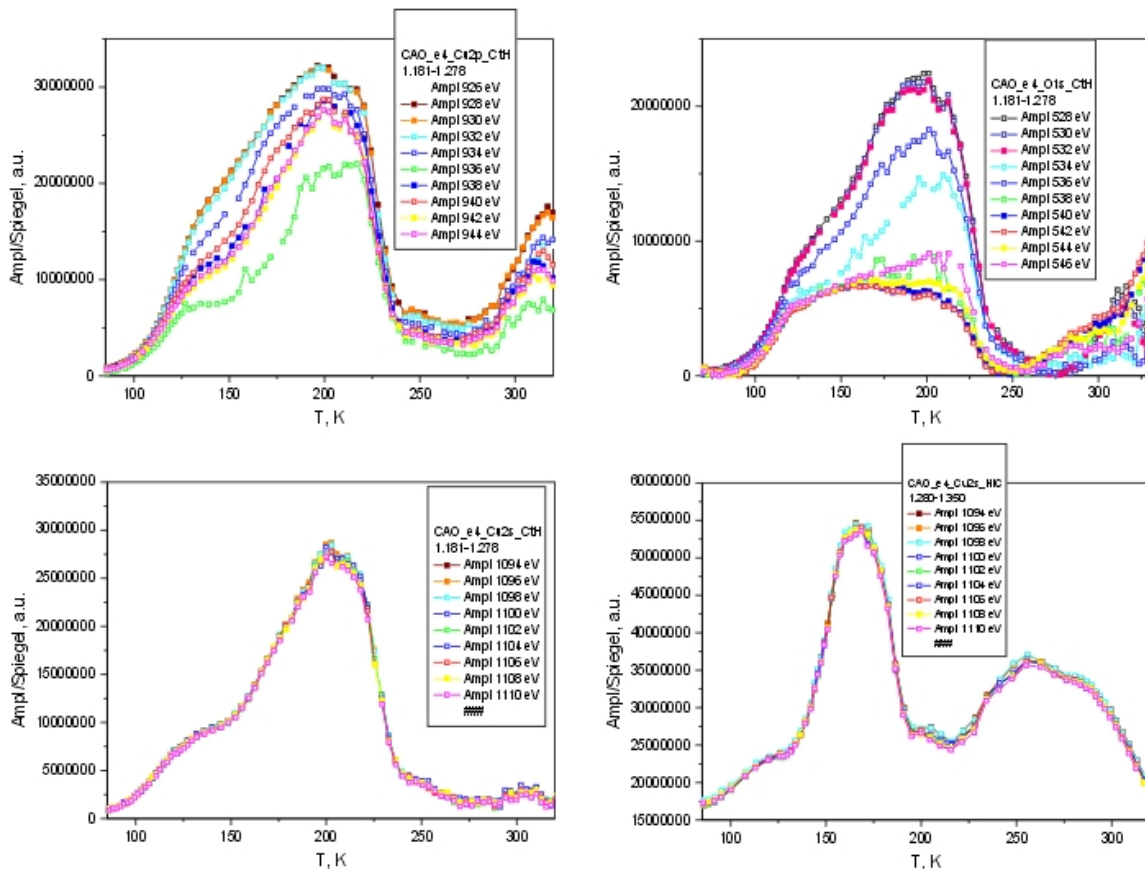 CAO_e4_Cu2p_CtH
1.181-1.278
Ampl 926 eV
Ampl 928 eV
Ampl 930 eV
Ampl 932 eV
Ampl 934 eV
Ampl 936 eV
Ampl 938 eV
Ampl 940 eV
Ampl 942 eV
Ampl 944 eV
Ampl/Spiegel, a.u.
30000000
20000000
10000000
0
100
150
200
250
300
T, K
CAO_e4_O1s_CtH
1.181-1.278
Ampl 528 eV
Ampl 530 eV
Ampl 532 eV
Ampl 534 eV
Ampl 536 eV
Ampl 538 eV
Ampl 540 eV
Ampl 542 eV
Ampl 544 eV
Ampl 546 eV
Ampl/Spiegel, a.u.
20000000
10000000
0
100
150
200
250
300
T, K
CAO_e4_Cu2s_CtH
1.181-1.278
Ampl 1094 eV
Ampl 1096 eV
Ampl 1098 eV
Ampl 1100 eV
Ampl 1102 eV
Ampl 1104 eV
Ampl 1106 eV
Ampl 1108 eV
Ampl 1110 eV
####
Ampl/Spiegel, a.u.
35000000
30000000
25000000
20000000
15000000
10000000
5000000
0
100
150
200
250
300
T, K
CAO_e4_Cu2s_HtC
1.280-1.350
Ampl 1094 eV
Ampl 1096 eV
Ampl 1098 eV
Ampl 1100 eV
Ampl 1102 eV
Ampl 1104 eV
Ampl 1106 eV
Ampl 1108 eV
Ampl 1110 eV
####
Ampl/Spiegel, a.u.
60000000
55000000
50000000
45000000
40000000
35000000
30000000
25000000
20000000
15000000
100
150
200
250
300
T, K